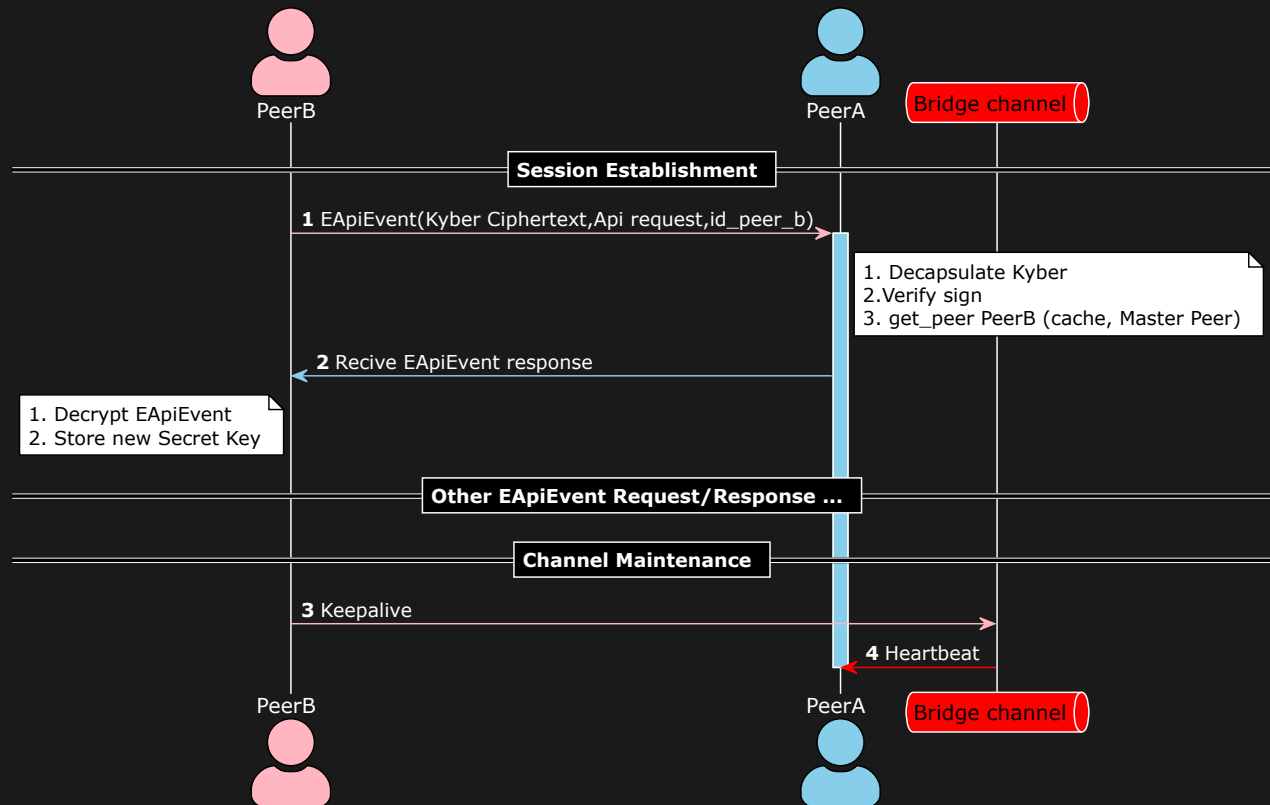 PeerB
PeerA
Bridge channel
Session Establishment
1 EApiEvent(Kyber Ciphertext,Api request,id_peer_b)
1. Decapsulate Kyber
2.Verify sign
3. get_peer PeerB (cache, Master Peer)
2 Recive EApiEvent response
1. Decrypt EApiEvent
2. Store new Secret Key
Other EApiEvent Request/Response ...
Channel Maintenance
3 Keepalive
4 Heartbeat
PeerB
PeerA
Bridge channel